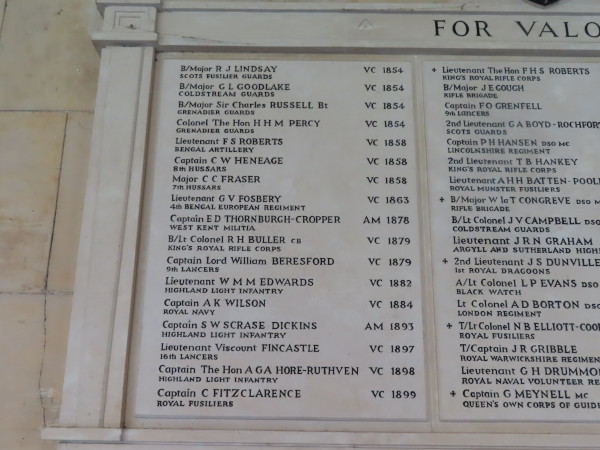 FOR VALO
B/Major R J LINDSAY VC 1854
SCOTS FUSILIER GUARDS
B/Major G L GOODLAKE VC 1854
COLDSTREAM GUARDS
B/Major Sir Charles RUSSELL Bt VC 1854
GRENADIER GUARDS
Colonel The Hon H H M PERCY VC 1854
GRENADIER GUARDS
Lieutenant F S ROBERTS VC 1858
BENGAL ARTILLERY
Captain C W HENEAGE VC 1858
8th HUSSARS
Major C C FRASER VC 1858
7th HUSSARS
Lieutenant G V FOSBERY VC 1863
4th BENGAL EUROPEAN REGIMENT
Captain E D THORNBURGH-CROPPER AM 1878
WEST KENT MILITIA
B/Lt Colonel R H BULLER CB VC 1879
KING'S ROYAL RIFLE CORPS
Captain Lord William BERESFORD VC 1879
9th LANCERS
Lieutenant W M M EDWARDS VC 1882
HIGHLAND LIGHT INFANTRY
Captain A K WILSON VC 1884
ROYAL NAVY
Captain S W SCRASE DICKINS AM 1893
HIGHLAND LIGHT INFANTRY
Lieutenant Viscount FINCASTLE VC 1897
16th LANCERS
Captain The Hon A G A HORE-RUTHVEN VC 1898
HIGHLAND LIGHT INFANTRY
Captain C FITZCLARENCE VC 1899
ROYAL FUSILIERS
+ Lieutenant The Hon F H S ROBERTS
KING'S ROYAL RIFLE CORPS
B/Major J E GOUGH
RIFLE BRIGADE
Captain F O GRENFELL
9th LANCERS
2nd Lieutenant G A BOYD-ROCHFOR
SCOTS GUARDS
Captain P H HANSEN DSO MC
LINCOLNSHIRE REGIMENT
2nd Lieutenant T B HANKEY
KING'S ROYAL RIFLE CORPS
Lieutenant A H H BATTEN-POOL
ROYAL MUNSTER FUSILIERS
+ B/Major W la T CONGREVE DSO M
RIFLE BRIGADE
B/Lt Colonel J V CAMPBELL DSO
COLDSTREAM GUARDS
Lieutenant J R N GRAHAM
ARGYLL AND SUTHERLAND HIGH
+ 2nd Lieutenant J S DUNVILLE
1st ROYAL DRAGOONS
A/Lt Colonel L P EVANS DSO
BLACK WATCH
Lt Colonel A D BORTON DSO
LONDON REGIMENT
+ T/Lt Colonel N B ELLIOTT-COO
ROYAL FUSILIERS
T/Captain J R GRIBBLE
ROYAL WARWICKSHIRE REGIMEN
Lieutenant G H DRUMMO
ROYAL NAVAL VOLUNTEER RE
+ Captain G MEYNELL MC
QUEEN'S OWN CORPS OF GUIDE